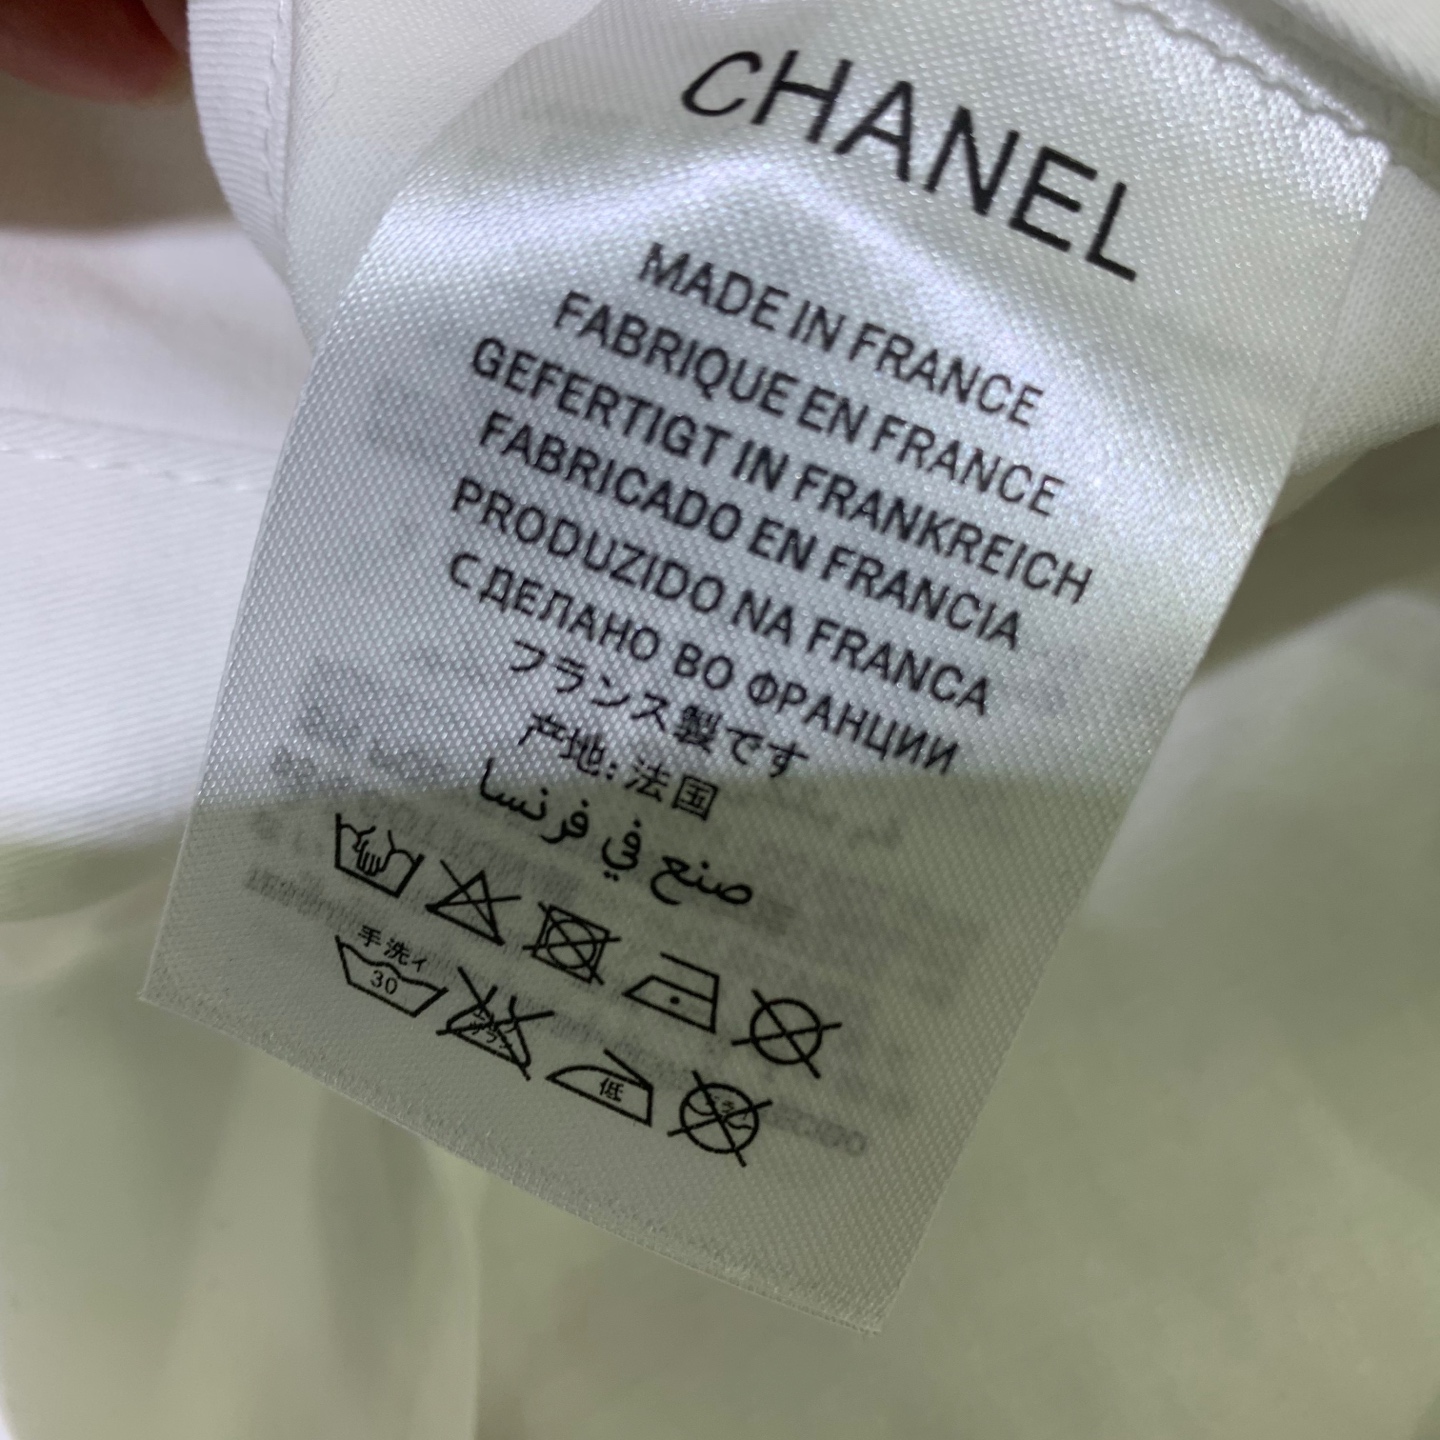 CHANEL
MADE IN FRANCE
FABRIQUE EN FRANCE
GEFERTIGT IN FRANKREICH
FABRICADO EN FRANCIA
PRODUZIDO NA FRANCA
СДЕЛАНО ВО ФРАНЦИИ
フランス製です
产地: 法国
صنع في فرنسا
手洗イ
30
低